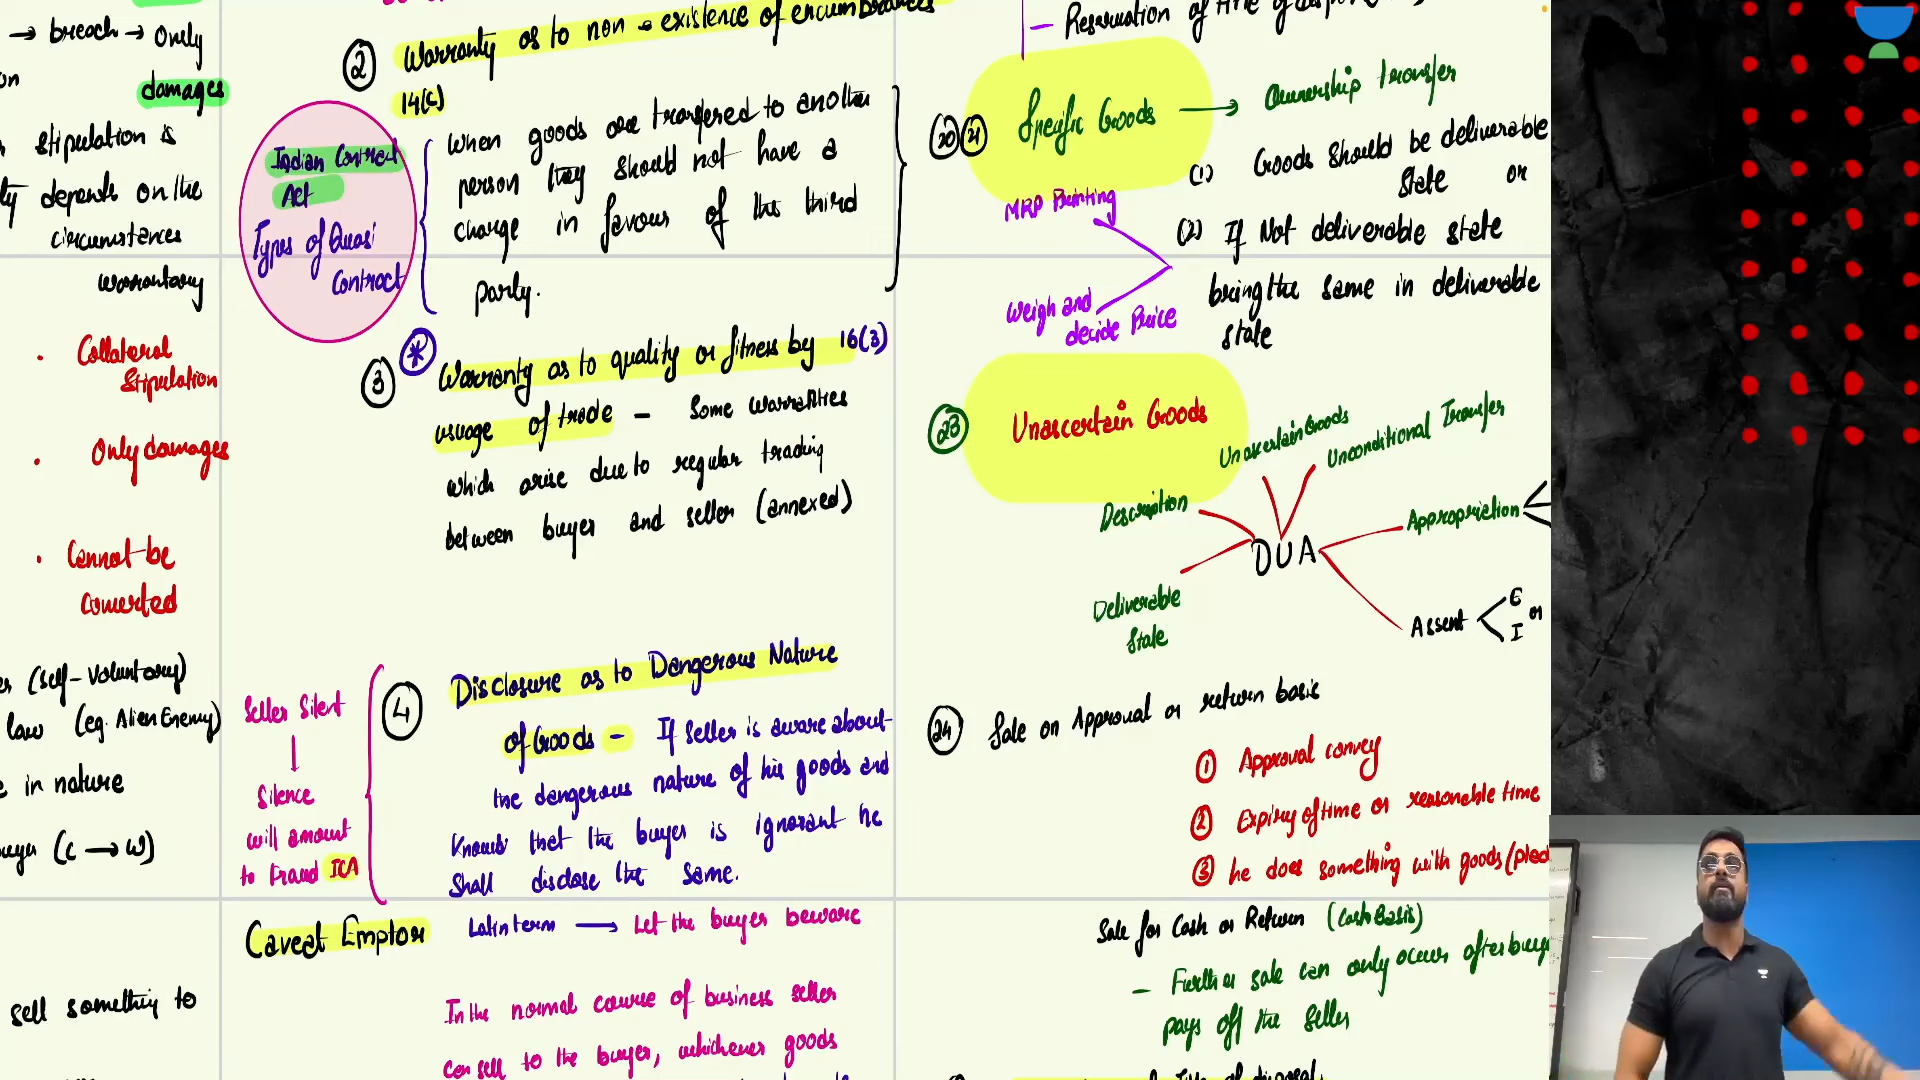 → breach → Only
on
damages
stipulation is
depends on the
circumstances
warrantary
• Collateral
Stipulation
• Only damages
• Cannot be
Converted
(self-voluntary)
law (eg. Alien Enemy)
in nature
(C → W)
sell something to
Indian Contract
Act
Types of Quasi
Contract
② Warranty as to non-existence of encumbrances
14(c)
When goods are transfered to another
person they should not have a
charge in favour of the third
party.
③ * Warranty as to quality or fitness by 16(3)
usage of trade - Some warranties
which arise due to regular trading
between buyer and seller (annexed)
Seller Silent
↓
Silence
will amount
to Fraud ICA
④ Disclosure as to Dangerous Nature
of Goods - If Seller is aware about
the dangerous nature of his goods and
knows that the buyer is ignorant he
shall disclose the same.
Caveat Emptor Latin term → Let the buyer beware
In the normal course of business seller
can sell to the buyer, whichever goods
- Reservation of
⑳ ㉑ Specific Goods → Ownership Transfer
(1) Goods should be deliverable
State or
MRP Printing
(2) If Not deliverable state
bring the same in deliverable
state
Weigh and
decide Price
㉓ Unascertain Goods
Unascertain Goods
Unconditional Transfer
Description
Appropriation
DUA
Deliverable
State
Assent < E or
I
㉔ Sale on Approval or return basis
① Approval convey
② Expiry of time or reasonable time
③ he does something with goods (pled
Sale for Cash or Return (Cash Basis)
- Further sale can only occur after buye
pays off the seller
of disposal